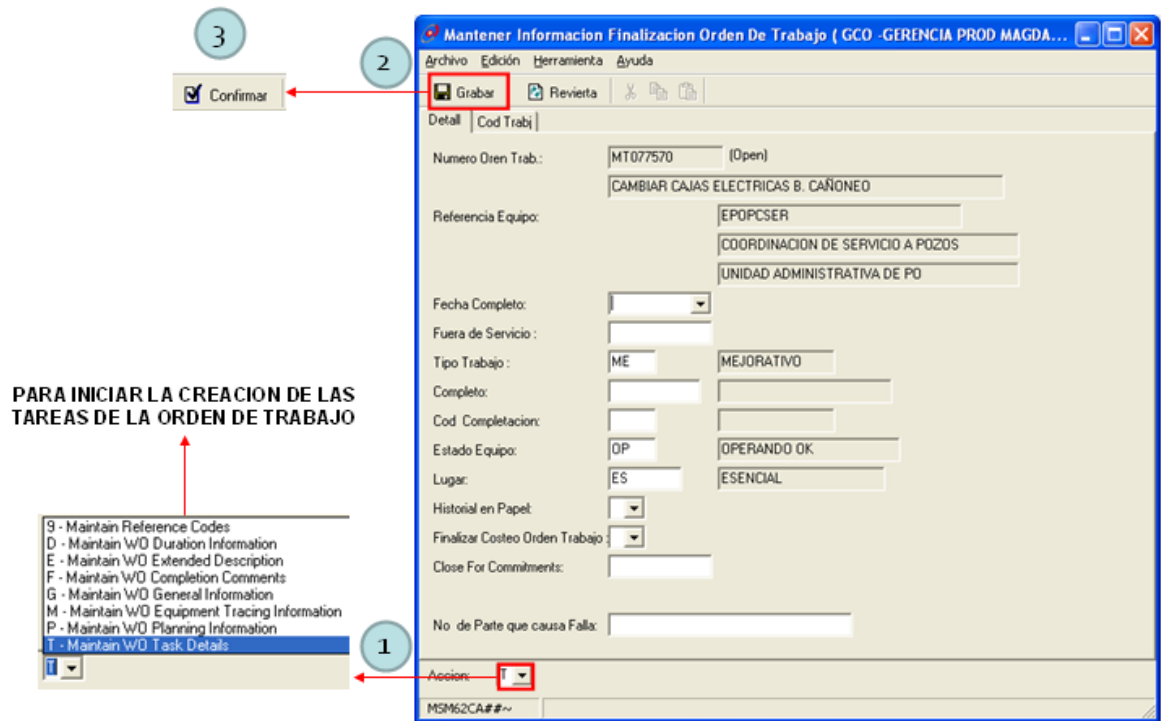 3
Confirmar
2
Mantener Informacion Finalizacion Orden De Trabajo ( GCO -GERENCIA PROD MAGDA...
Archivo Edición Herramienta Ayuda
Grabar Revierta
Detall Cod Trabj
Numero Oren Trab.: MT077570 (Open)
CAMBIAR CAJAS ELECTRICAS B. CAÑONEO
Referencia Equipo: EPOPCSER
COORDINACION DE SERVICIO A POZOS
UNIDAD ADMINISTRATIVA DE PO
Fecha Completo:
Fuera de Servicio :
Tipo Trabajo : ME MEJORATIVO
Completo:
Cod Completacion:
Estado Equipo: OP OPERANDO OK
Lugar: ES ESENCIAL
Historial en Papel:
Finalizar Costeo Orden Trabajo :
Close For Commitments:
No de Parte que causa Falla:
Accion: T
MSM62CA##~
PARA INICIAR LA CREACION DE LAS
TAREAS DE LA ORDEN DE TRABAJO
9 - Maintain Reference Codes
D - Maintain WO Duration Information
E - Maintain WO Extended Description
F - Maintain WO Completion Comments
G - Maintain WO General Information
M - Maintain WO Equipment Tracing Information
P - Maintain WO Planning Information
T - Maintain WO Task Details
T
1